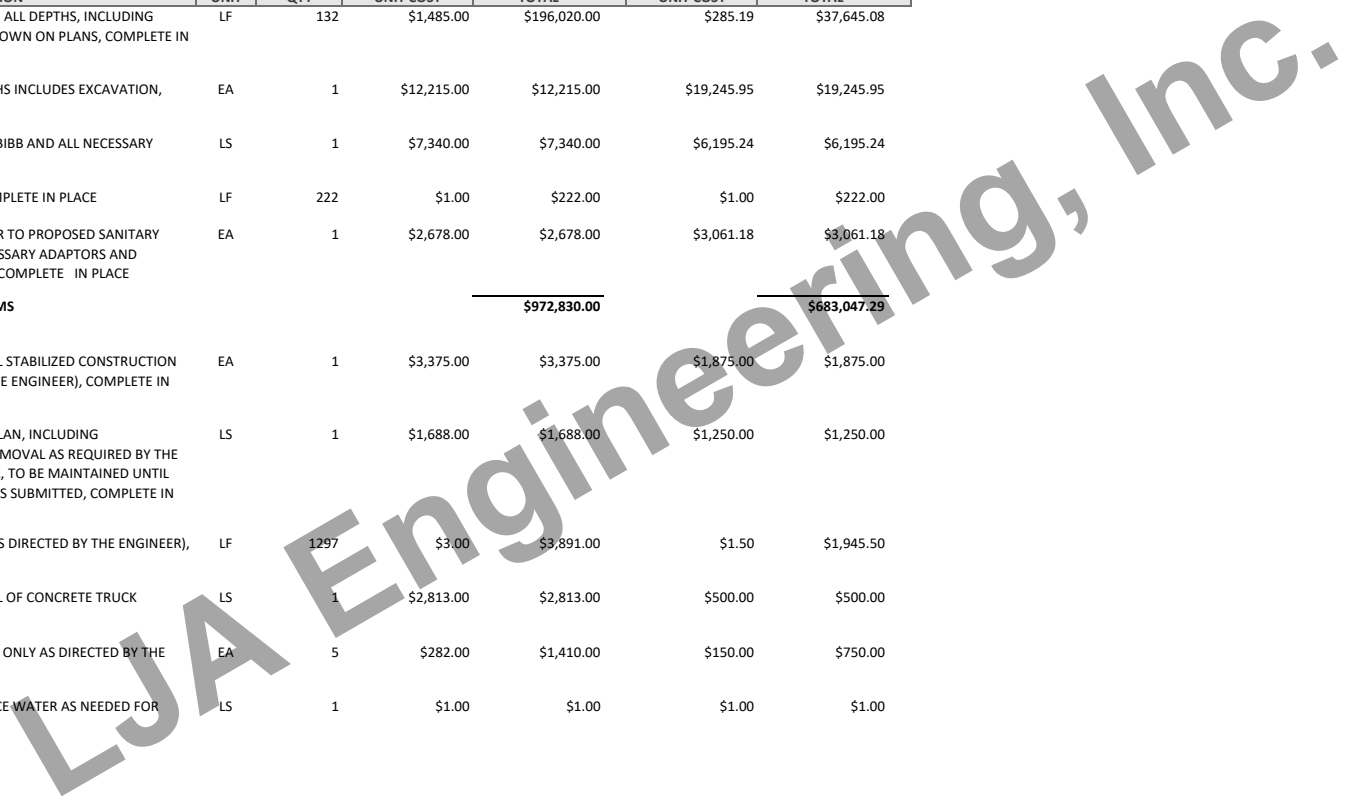 ALL DEPTHS, INCLUDING LF 132 $1,485.00 $196,020.00 $285.19 $37,645.08
OWN ON PLANS, COMPLETE IN
HS INCLUDES EXCAVATION, EA 1 $12,215.00 $12,215.00 $19,245.95 $19,245.95
BIBB AND ALL NECESSARY LS 1 $7,340.00 $7,340.00 $6,195.24 $6,195.24
MPLETE IN PLACE LF 222 $1.00 $222.00 $1.00 $222.00
R TO PROPOSED SANITARY EA 1 $2,678.00 $2,678.00 $3,061.18 $3,061.18
SSARY ADAPTORS AND
COMPLETE IN PLACE
MS $972,830.00 $683,047.29
L STABILIZED CONSTRUCTION EA 1 $3,375.00 $3,375.00 $1,875.00 $1,875.00
E ENGINEER), COMPLETE IN
LAN, INCLUDING LS 1 $1,688.00 $1,688.00 $1,250.00 $1,250.00
MOVAL AS REQUIRED BY THE
, TO BE MAINTAINED UNTIL
S SUBMITTED, COMPLETE IN
S DIRECTED BY THE ENGINEER), LF 1297 $3.00 $3,891.00 $1.50 $1,945.50
L OF CONCRETE TRUCK LS 1 $2,813.00 $2,813.00 $500.00 $500.00
ONLY AS DIRECTED BY THE EA 5 $282.00 $1,410.00 $150.00 $750.00
CE WATER AS NEEDED FOR LS 1 $1.00 $1.00 $1.00 $1.00
LJA Engineering, Inc.